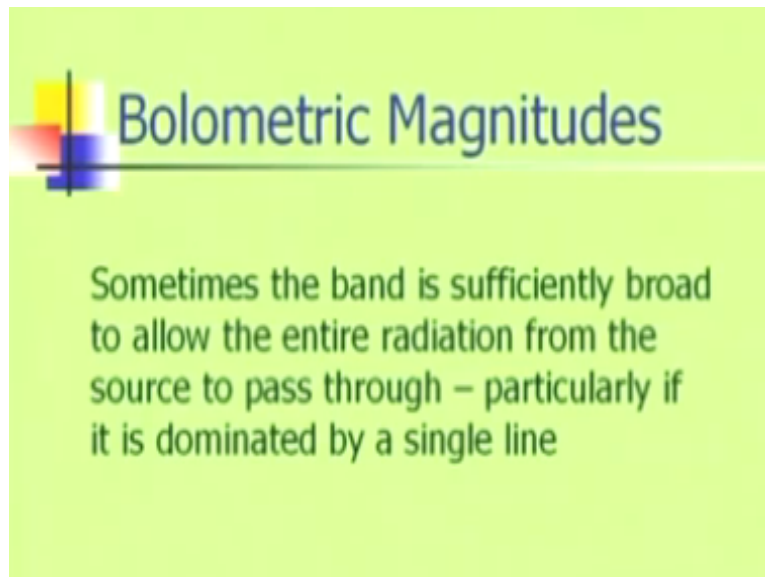 Bolometric Magnitudes
Sometimes the band is sufficiently broad
to allow the entire radiation from the
source to pass through – particularly if
it is dominated by a single line